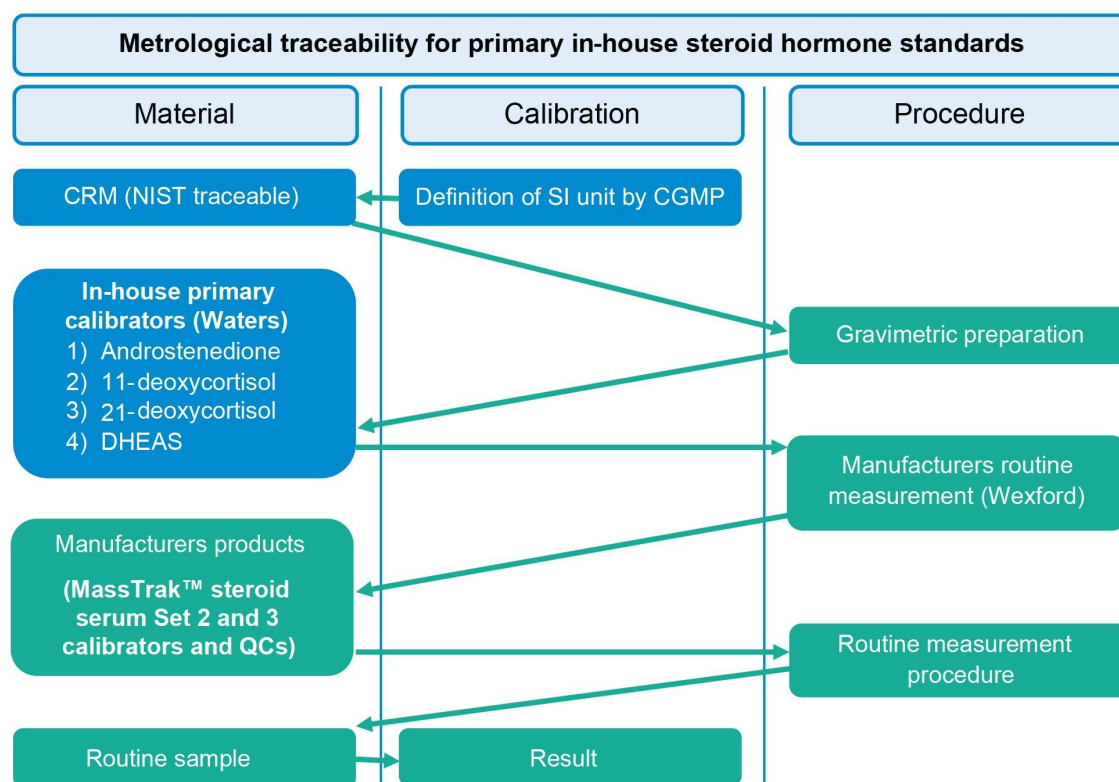 Metrological traceability for primary in-house steroid hormone standards
Material
Calibration
Procedure
CRM (NIST traceable)
Definition of SI unit by CGMP
In-house primary
calibrators (Waters)
1) Androstenedione
2) 11-deoxycortisol
3) 21-deoxycortisol
4) DHEAS
Gravimetric preparation
Manufacturers routine
measurement (Wexford)
Manufacturers products
(MassTrak™ steroid
serum Set 2 and 3
calibrators and QCs)
Routine measurement
procedure
Routine sample
Result